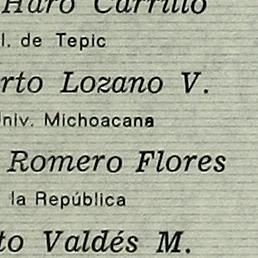 Haro Carrillo
l. de Tepic
rto Lozano V.
niv. Michoacana
Romero Flores
la República
to Valdés M.